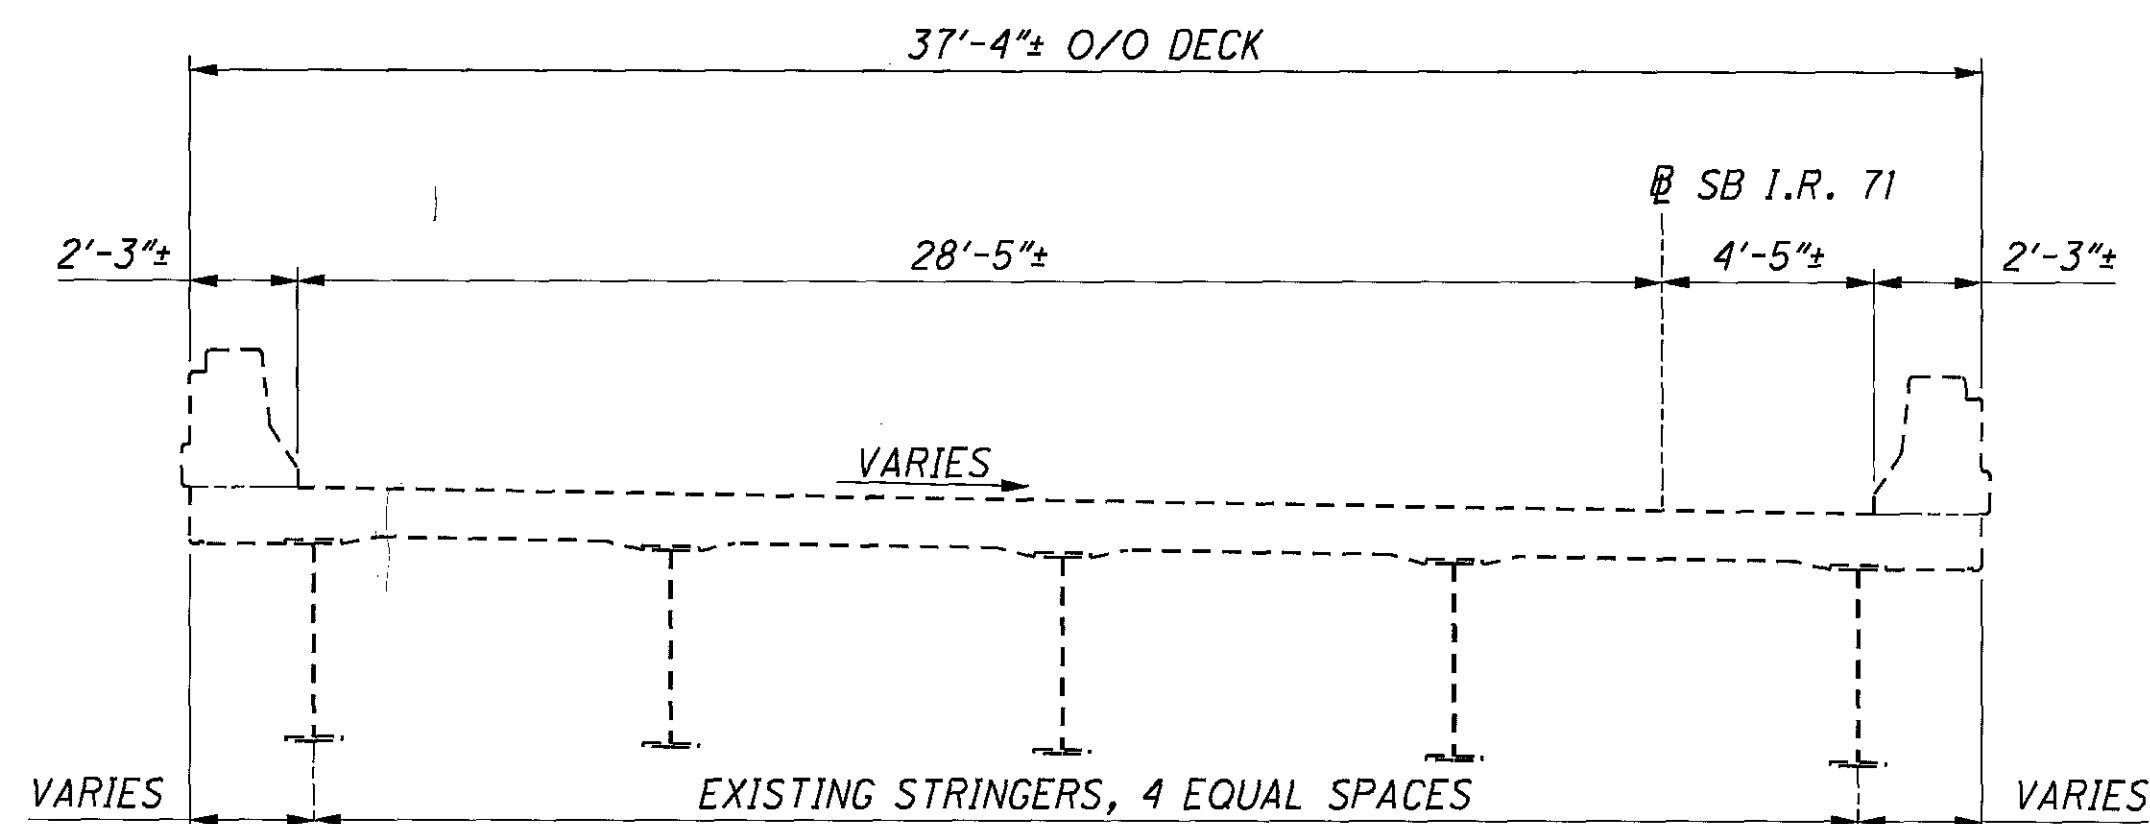 37'-4"± O/O DECK
℄ SB I.R. 71
2'-3"± 28'-5"± 4'-5"± 2'-3"±
VARIES
VARIES EXISTING STRINGERS, 4 EQUAL SPACES VARIES